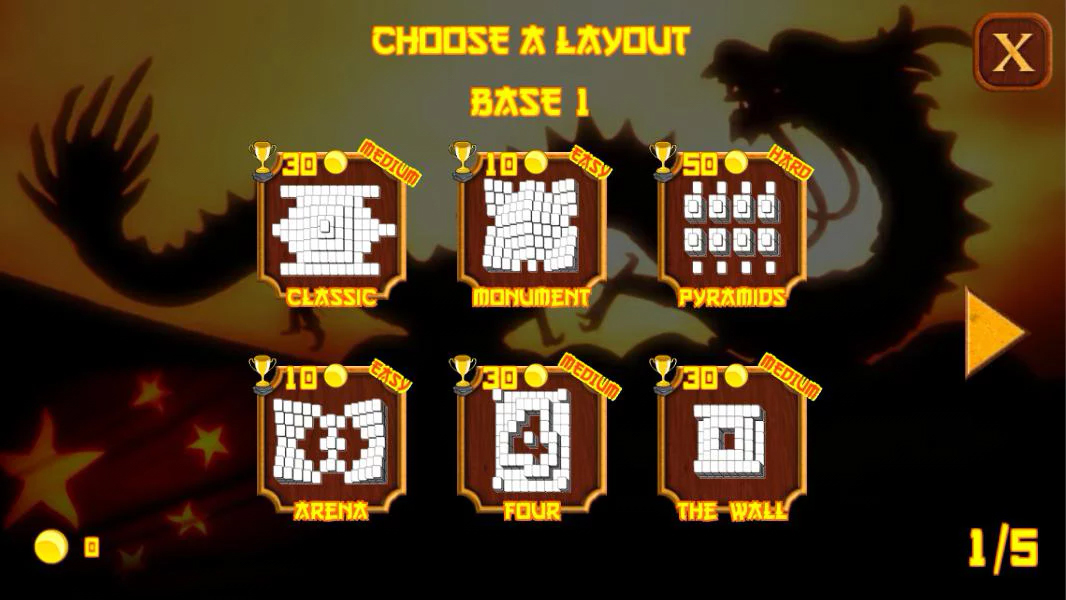 CHOOSE A LAYOUT
X
BASE 1
30 MEDIUM
10 EASY
50 HARD
CLASSIC
MONUMENT
PYRAMIDS
10 EASY
30 MEDIUM
30 MEDIUM
ARENA
FOUR
THE WALL
0
1/5